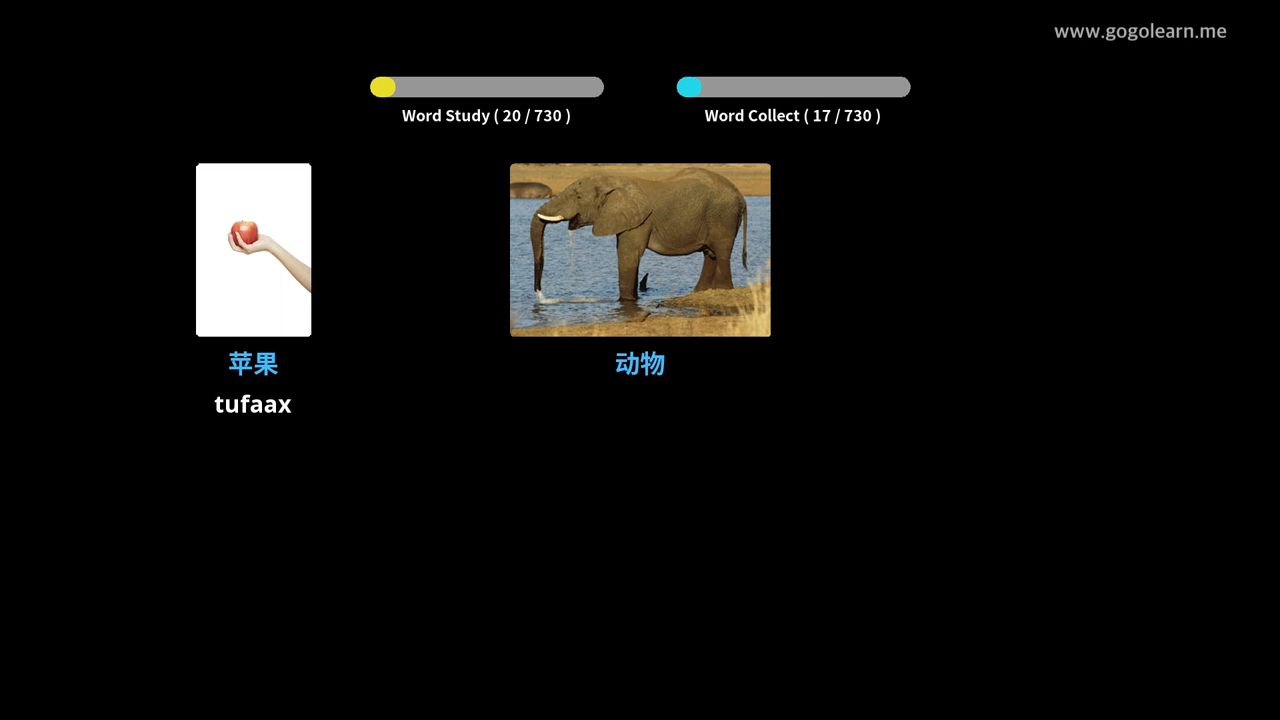 www.gogolearn.me
Word Study ( 20 / 730 )
Word Collect ( 17 / 730 )
苹果
动物
tufaax